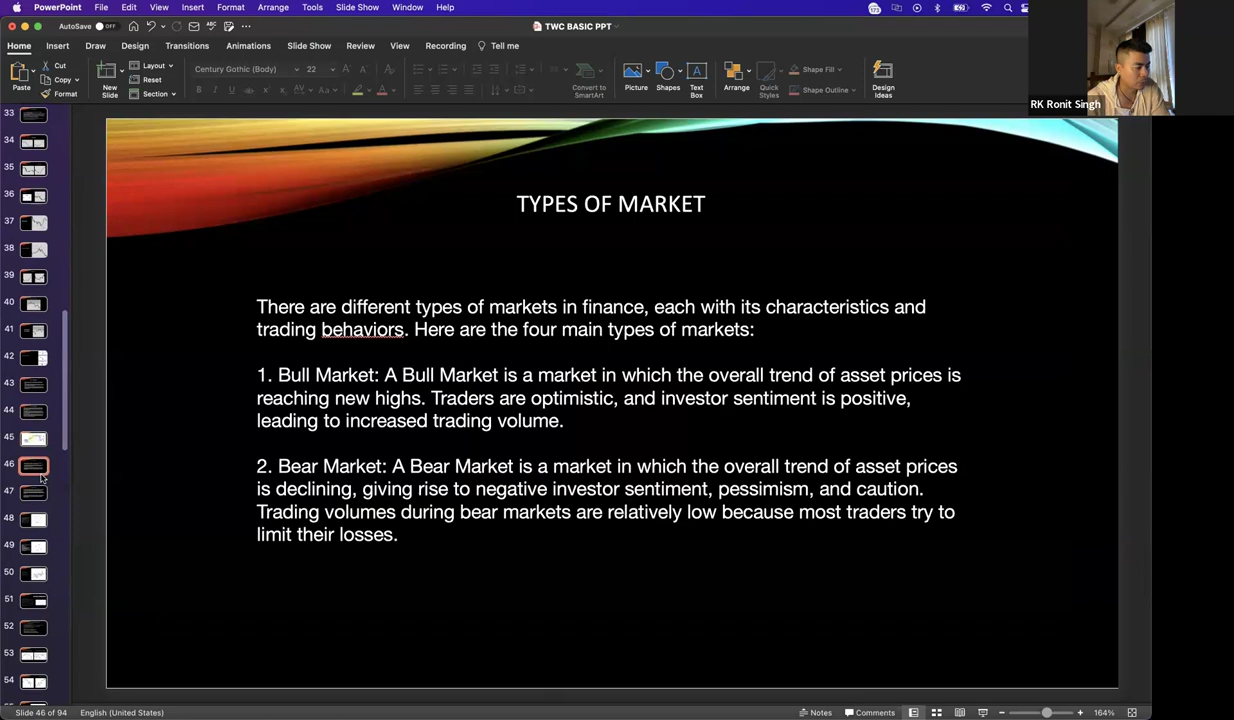 PowerPoint File Edit View Insert Format Arrange Tools Slide Show Window Help
AutoSave OFF TWC BASIC PPT
Home Insert Draw Design Transitions Animations Slide Show Review View Recording Tell me
Paste Cut Copy Format New Slide Layout Reset Section Century Gothic (Body) 22 Convert to SmartArt Picture Shapes Text Box Arrange Quick Styles Shape Fill Shape Outline Design Ideas
RK Ronit Singh
33
34
35
36
37
38
39
40
41
42
43
44
45
46
47
48
49
50
51
52
53
54
TYPES OF MARKET
There are different types of markets in finance, each with its characteristics and
trading behaviors. Here are the four main types of markets:
1. Bull Market: A Bull Market is a market in which the overall trend of asset prices is
reaching new highs. Traders are optimistic, and investor sentiment is positive,
leading to increased trading volume.
2. Bear Market: A Bear Market is a market in which the overall trend of asset prices
is declining, giving rise to negative investor sentiment, pessimism, and caution.
Trading volumes during bear markets are relatively low because most traders try to
limit their losses.
Slide 46 of 94 English (United States) Notes Comments 164%